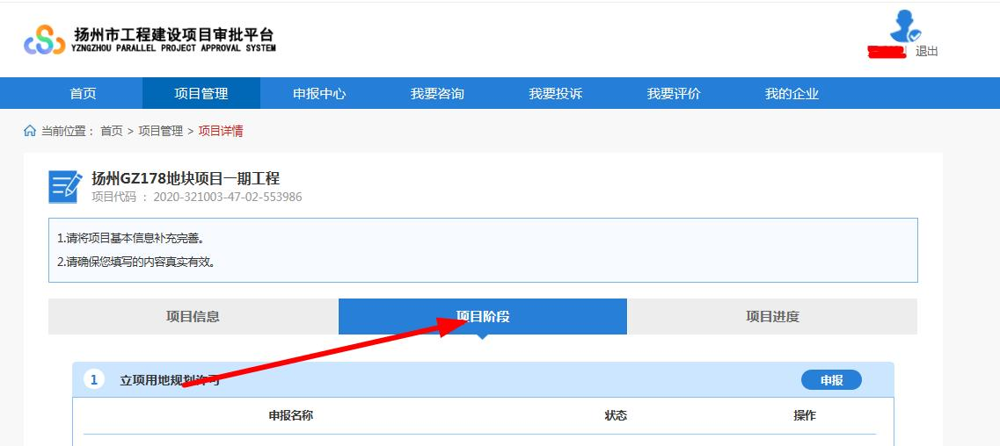 扬州市工程建设项目审批平台
YZNGZHOU PARALLEL PROJECT APPROVAL SYSTEM
退出
首页 项目管理 申报中心 我要咨询 我要投诉 我要评价 我的企业
当前位置： 首页 > 项目管理 > 项目详情
扬州GZ178地块项目一期工程
项目代码 ： 2020-321003-47-02-553986
1.请将项目基本信息补充完善。
2.请确保您填写的内容真实有效。
项目信息 项目阶段 项目进度
1 立项用地规划许可 申报
申报名称 状态 操作